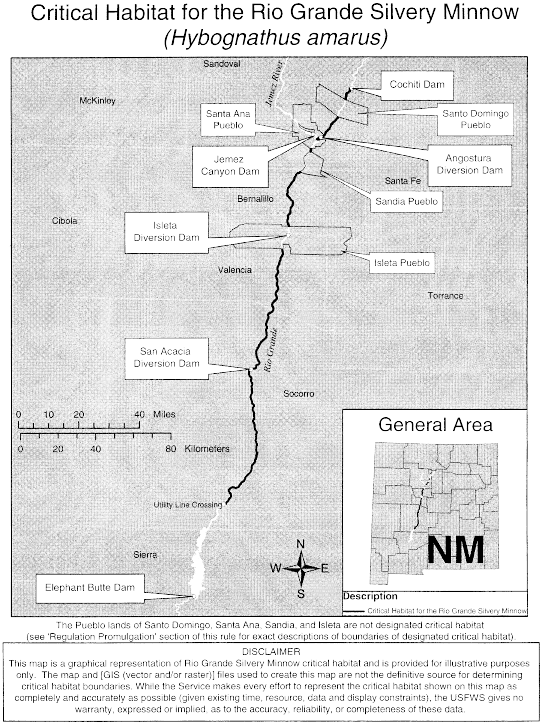 Critical Habitat for the Rio Grande Silvery Minnow
(Hybognathus amarus)
Sandoval
Jemez River
Cochiti Dam
McKinley
Santa Ana
Pueblo
Santo Domingo
Pueblo
Jemez
Canyon Dam
Angostura
Diversion Dam
Santa Fe
Sandia Pueblo
Bernalillo
Cibola
Isleta
Diversion Dam
Isleta Pueblo
Valencia
Torrance
Rio Grande
San Acacia
Diversion Dam
Socorro
0 10 20 40 Miles
0 20 40 80 Kilometers
General Area
NM
Utility Line Crossing
Sierra
N
W E
S
Elephant Butte Dam
Description
Critical Habitat for the Rio Grande Silvery Minnow
The Pueblo lands of Santo Domingo, Santa Ana, Sandia, and Isleta are not designated critical habitat
(see 'Regulation Promulgation' section of this rule for exact descriptions of boundaries of designated critical habitat).
DISCLAIMER
This map is a graphical representation of Rio Grande Silvery Minnow critical habitat and is provided for illustrative purposes
only. The map and [GIS (vector and/or raster)] files used to create this map are not the definitive source for determining
critical habitat boundaries. While the Service makes every effort to represent the critical habitat shown on this map as
completely and accurately as possible (given existing time, resource, data and display constraints), the USFWS gives no
warranty, expressed or implied, as to the accuracy, reliability, or completeness of these data.